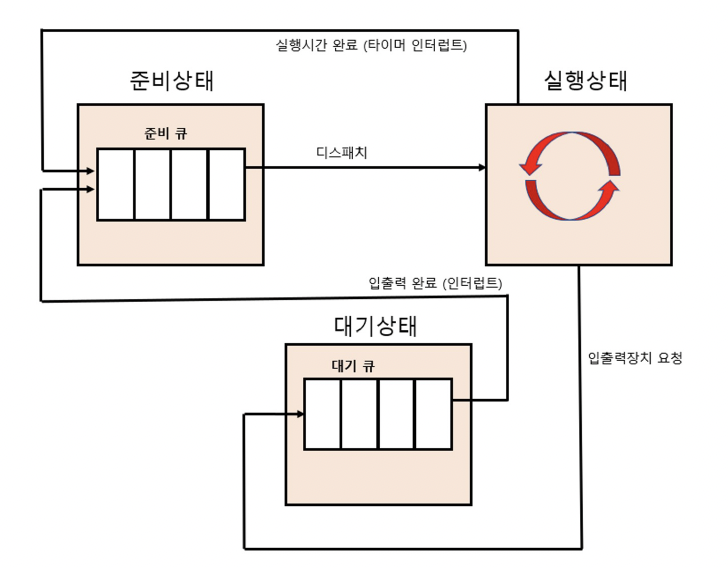 실행시간 완료 (타이머 인터럽트)
준비상태
실행상태
준비 큐
디스패치
입출력 완료 (인터럽트)
대기상태
입출력장치 요청
대기 큐